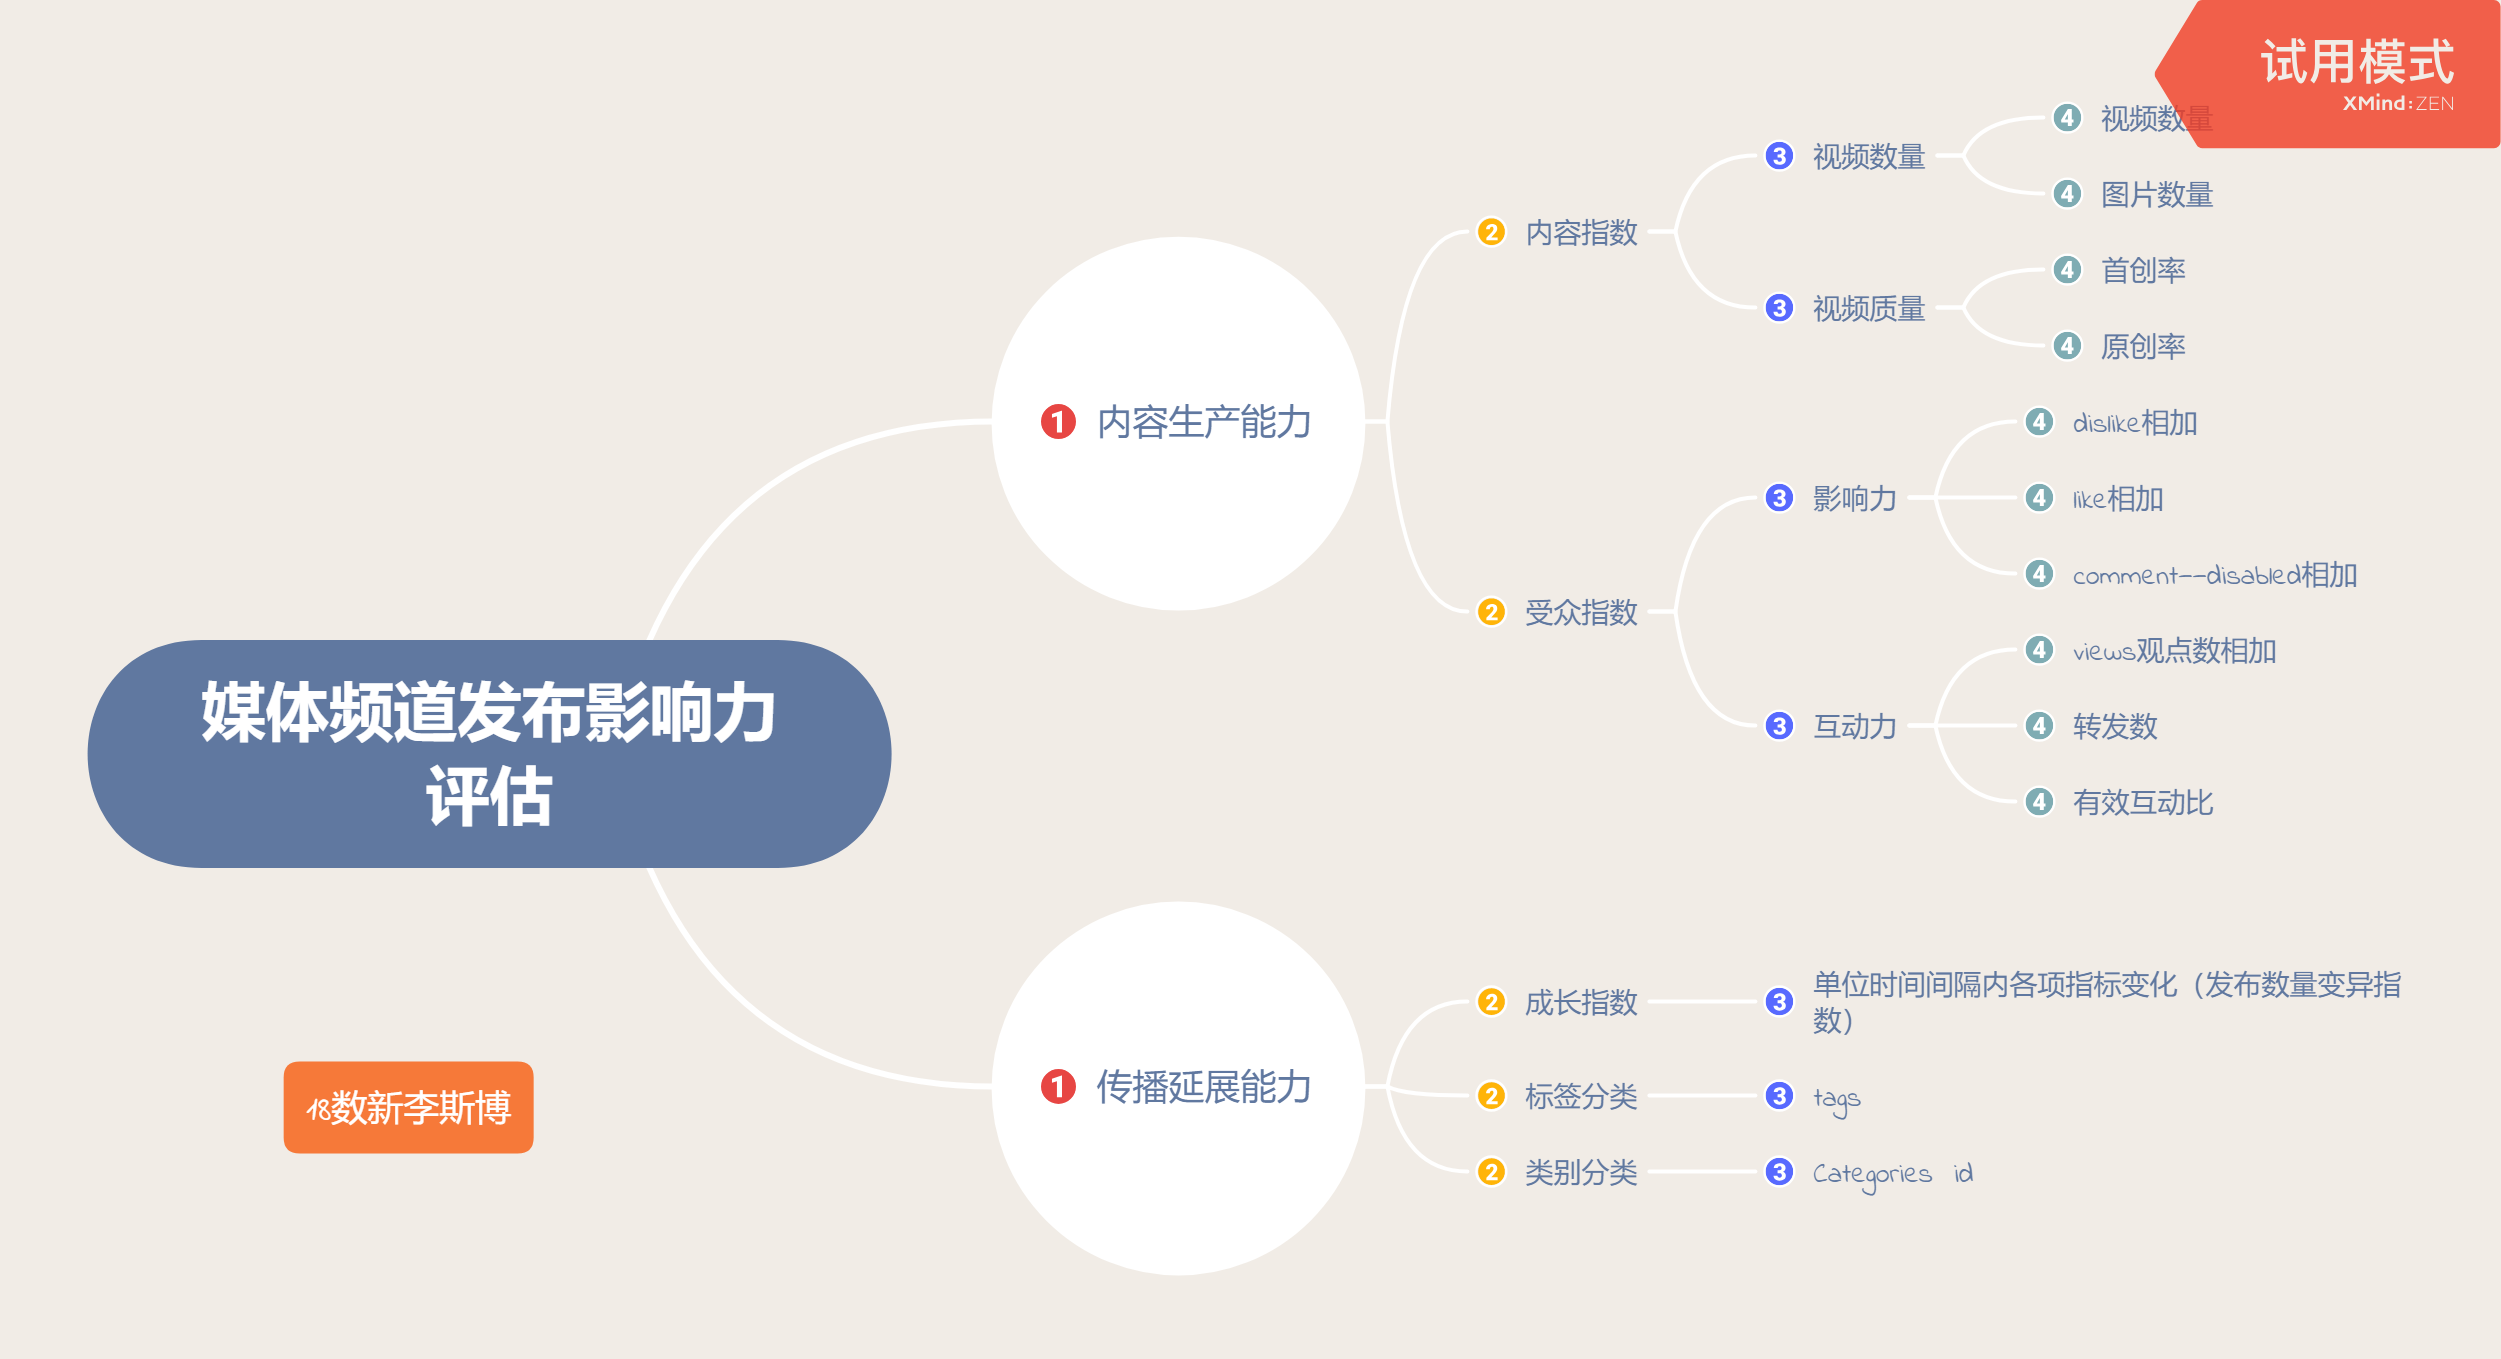 试用模式
XMind:ZEN
媒体频道发布影响力
评估
18数新李斯博
1 内容生产能力
2 内容指数
3 视频数量
4 视频数量
4 图片数量
3 视频质量
4 首创率
4 原创率
2 受众指数
3 影响力
4 dislike相加
4 like相加
4 comment--disabled相加
3 互动力
4 views观点数相加
4 转发数
4 有效互动比
1 传播延展能力
2 成长指数
3 单位时间间隔内各项指标变化（发布数量变异指
数）
2 标签分类
3 tags
2 类别分类
3 Categories id